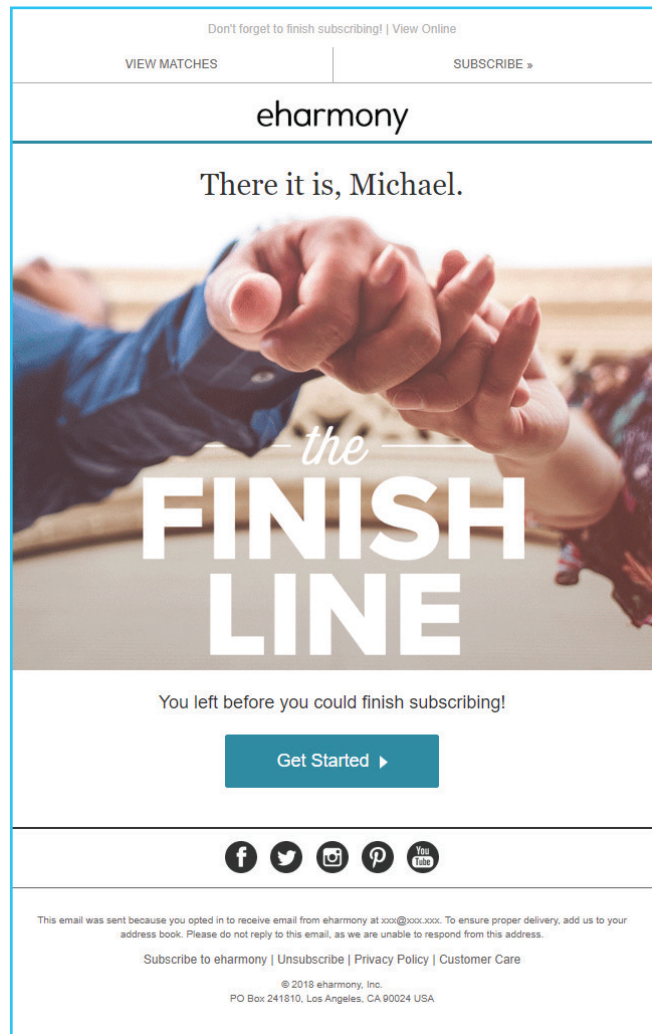 Don't forget to finish subscribing! | View Online
VIEW MATCHES
SUBSCRIBE »
eharmony
There it is, Michael.
the
FINISH
LINE
You left before you could finish subscribing!
Get Started
f
You
Tube
This email was sent because you opted in to receive email from eharmony at xxx@xxx.xxx. To ensure proper delivery, add us to your
address book. Please do not reply to this email, as we are unable to respond from this address.
Subscribe to eharmony | Unsubscribe | Privacy Policy | Customer Care
© 2018 eharmony, Inc.
PO Box 241810, Los Angeles, CA 90024 USA